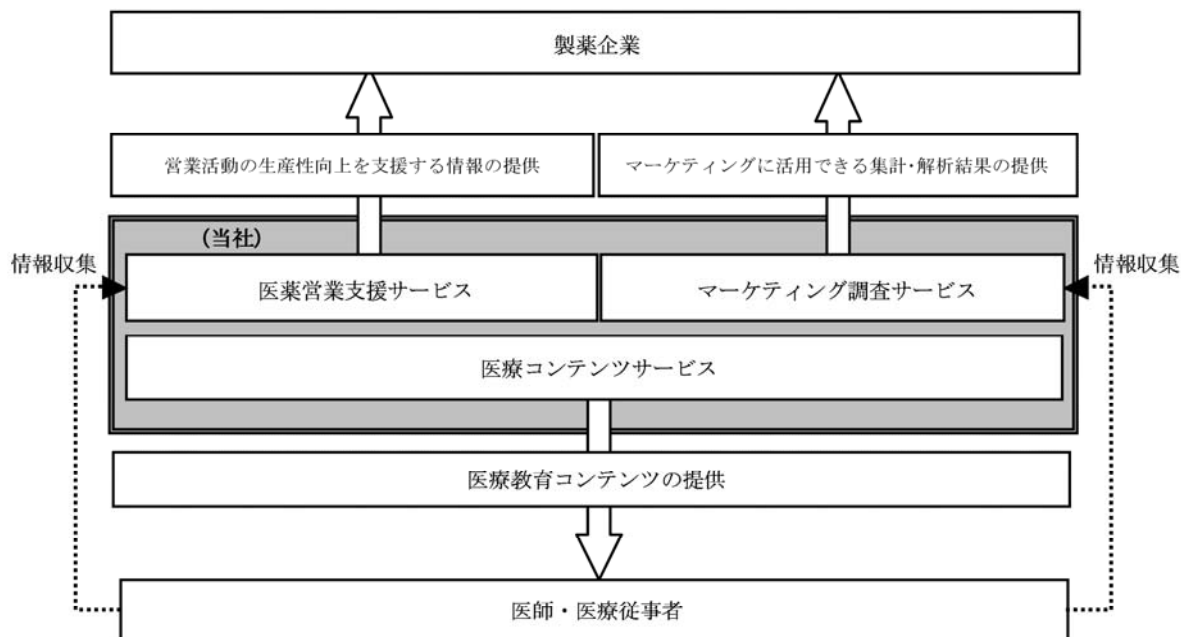 製薬企業
営業活動の生産性向上を支援する情報の提供
マーケティングに活用できる集計・解析結果の提供
(当社)
情報収集
情報収集
医薬営業支援サービス
マーケティング調査サービス
医療コンテンツサービス
医療教育コンテンツの提供
医師・医療従事者